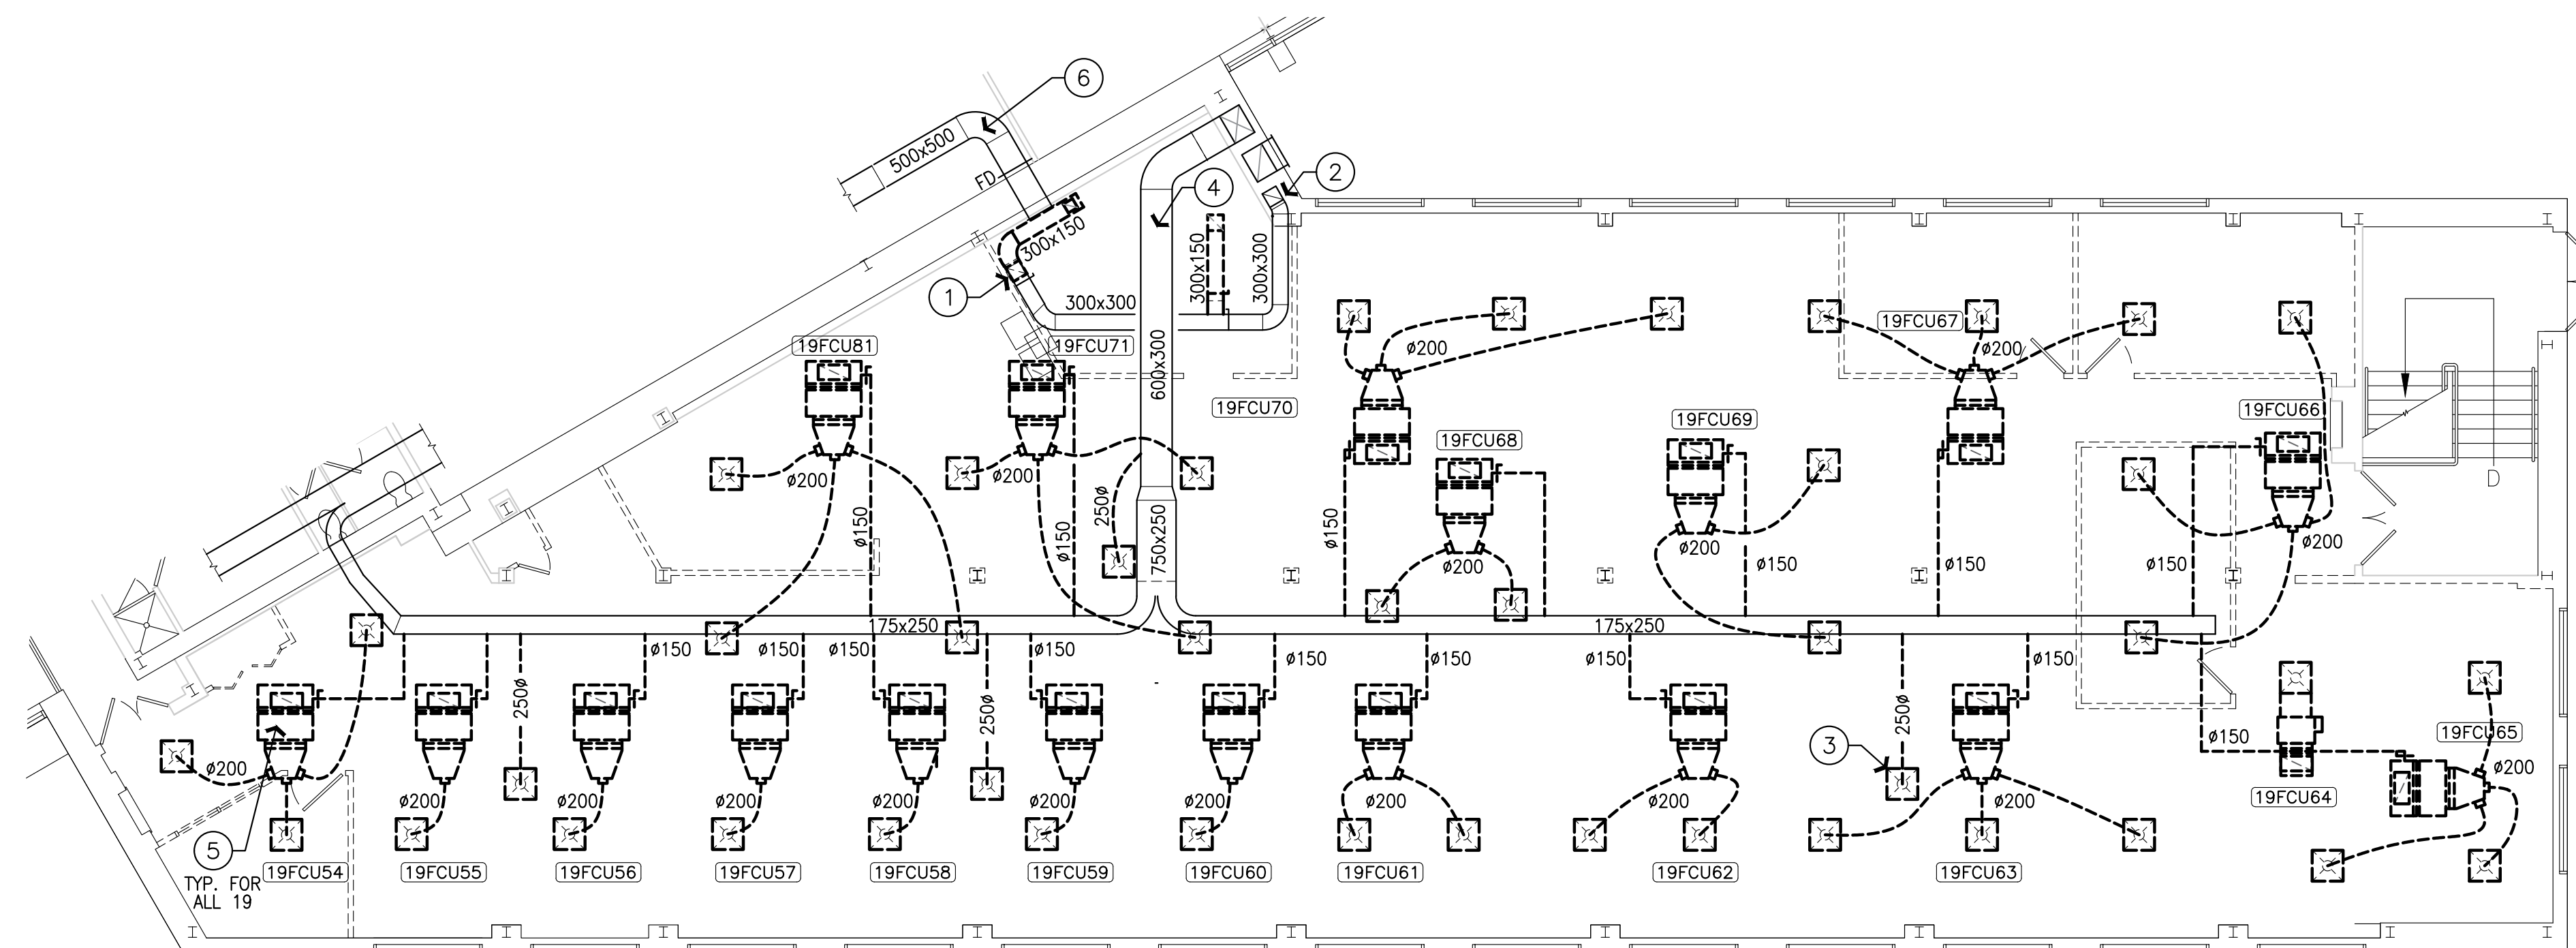 6
500x500
FD
2
4
300x150
1
300x150
300x300
300x300
600x300
19FCU81
19FCU71
19FCU67
ø200
ø200
19FCU70
19FCU69
19FCU66
19FCU68
ø200
ø200
D
250ø
750x250
ø150
ø150
ø150
ø200
ø200
ø200
ø150
ø150
ø150
175x250
175x250
ø150
ø150
ø150
ø150
ø150
ø150
ø150
ø150
250ø
250ø
250ø
3
ø150
19FCU65
ø200
ø200
19FCU64
ø200
ø200
ø200
ø200
ø200
ø200
ø200
ø200
ø200
5
TYP. FOR
ALL 19
19FCU54
19FCU55
19FCU56
19FCU57
19FCU58
19FCU59
19FCU60
19FCU61
19FCU62
19FCU63